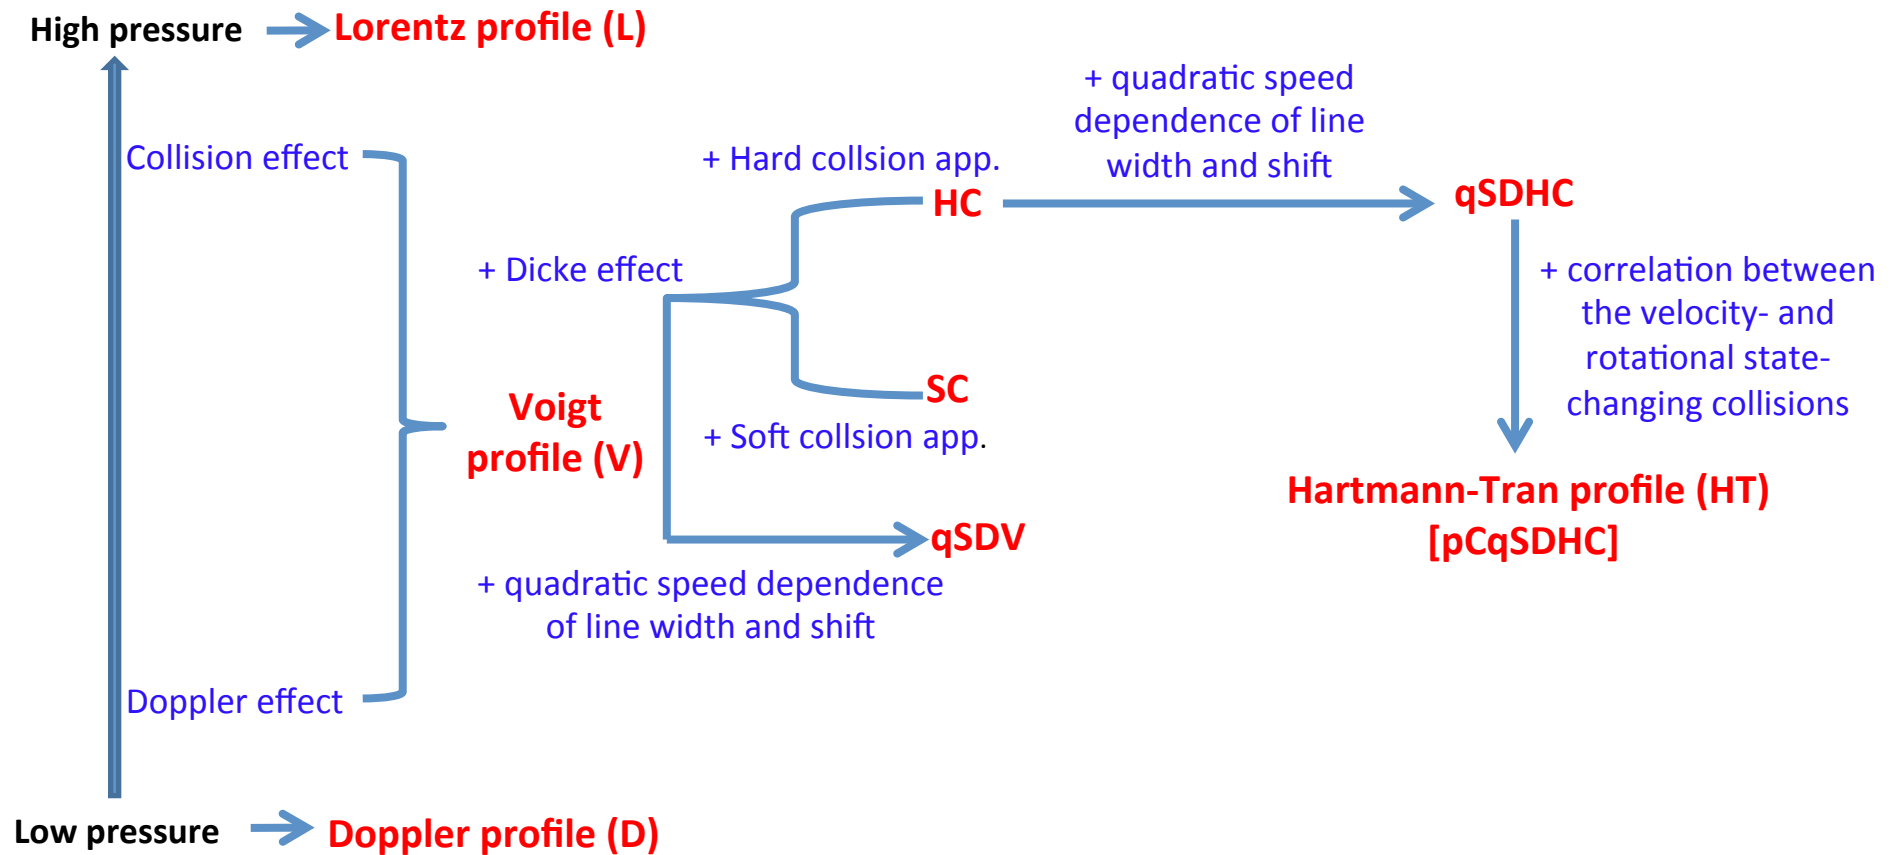 High pressure
Lorentz profile (L)
+ quadratic speed
dependence of line
width and shift
Collision effect
+ Hard collsion app.
HC
qSDHC
+ Dicke effect
+ correlation between
the velocity- and
rotational state-
changing collisions
SC
Voigt
profile (V)
+ Soft collsion app.
Hartmann-Tran profile (HT)
[pCqSDHC]
qSDV
+ quadratic speed dependence
of line width and shift
Doppler effect
Low pressure
Doppler profile (D)